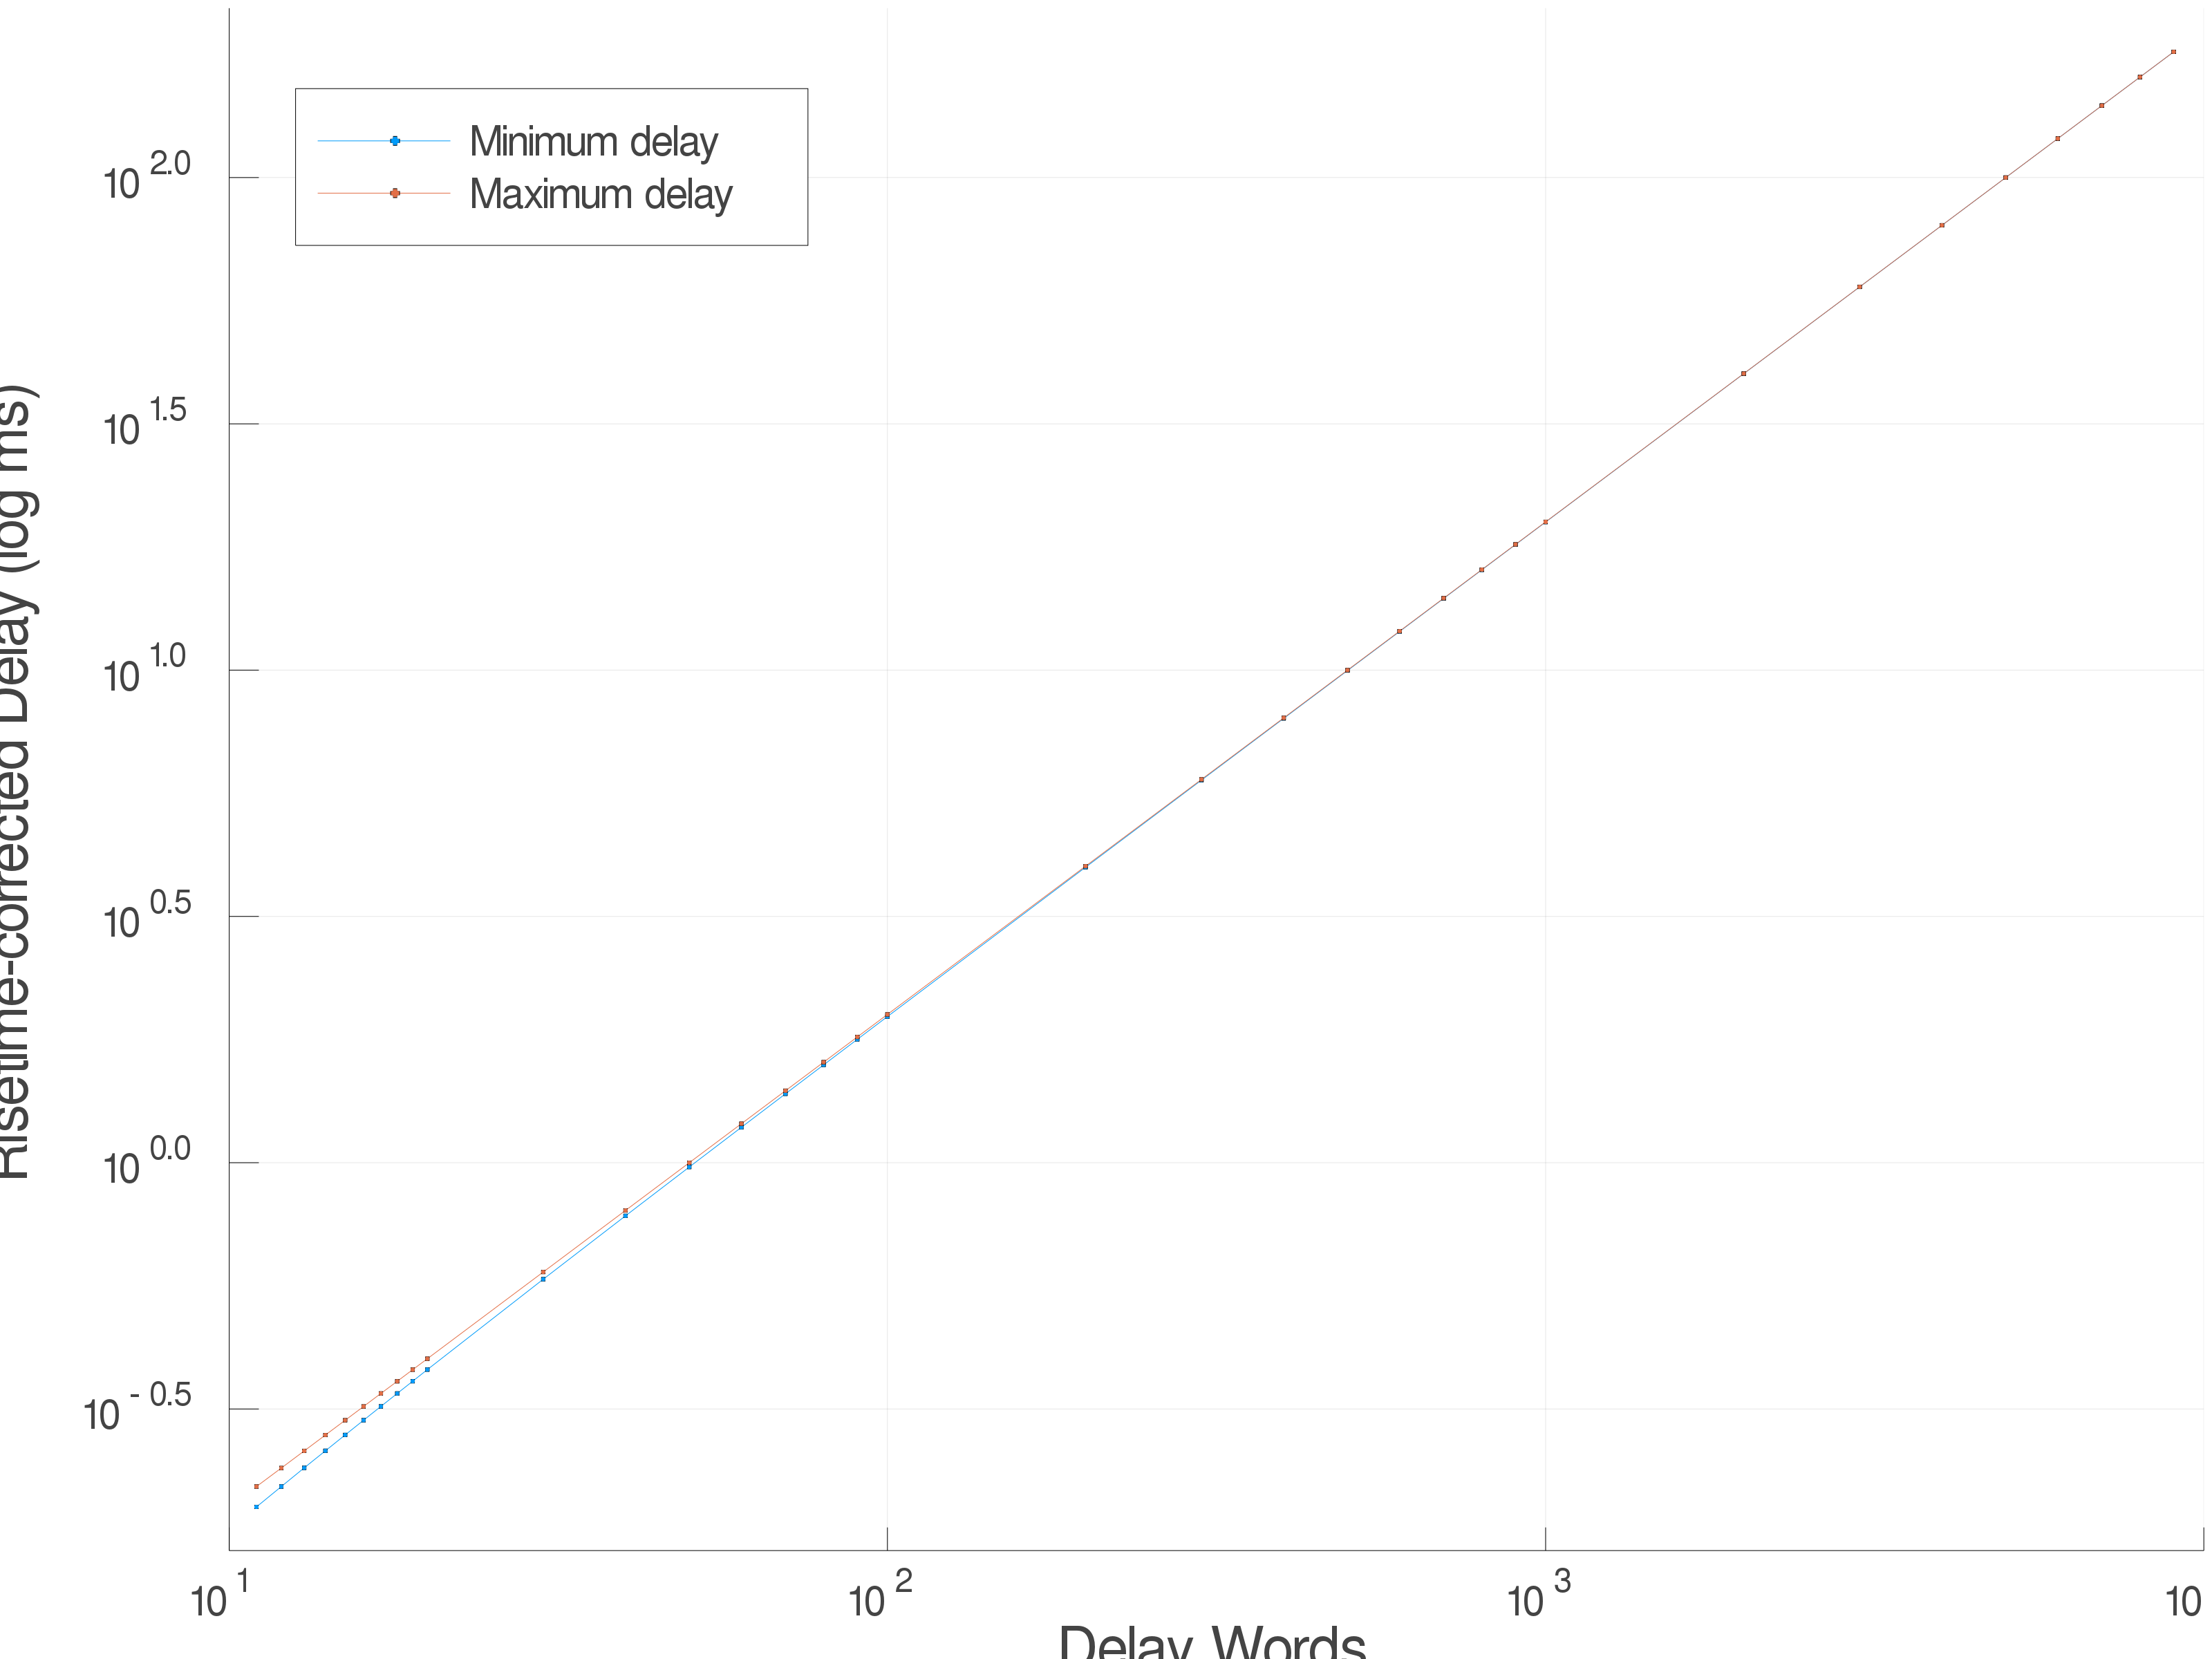 Minimum delay
Maximum delay
10 2.0
10 1.5
10 1.0
10 0.5
10 0.0
10 - 0.5
Risetime-corrected Delay (log ms)
10 1
10 2
10 3
10
Delay Words